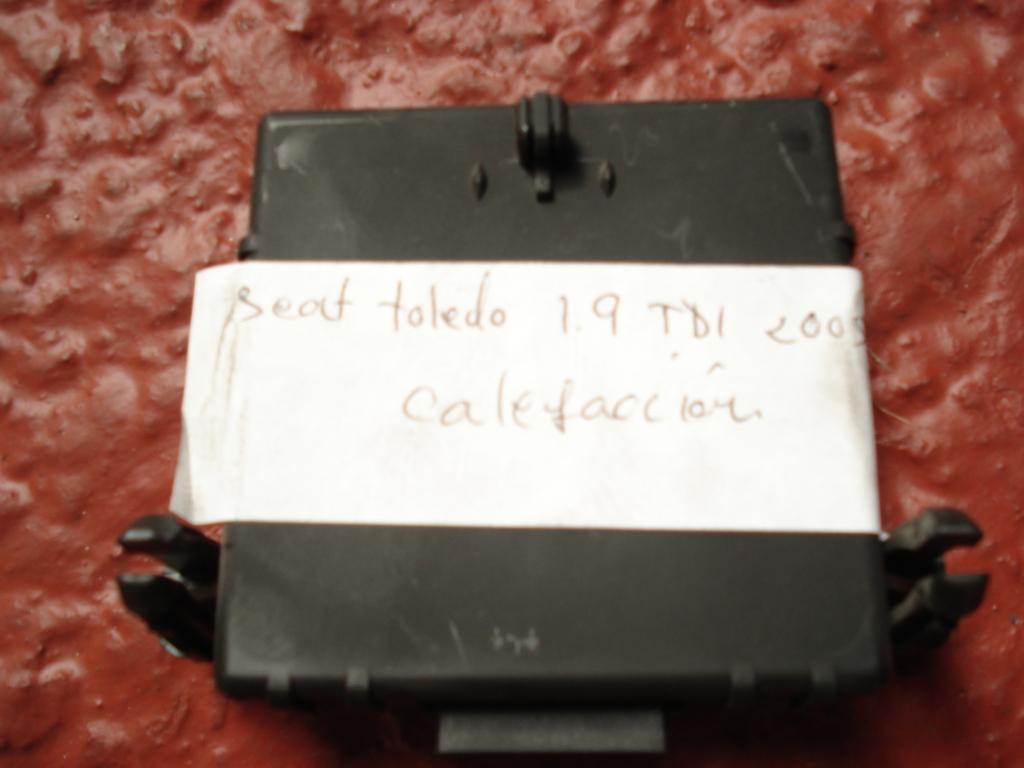 Seat toledo 1.9 TDI
calefacción